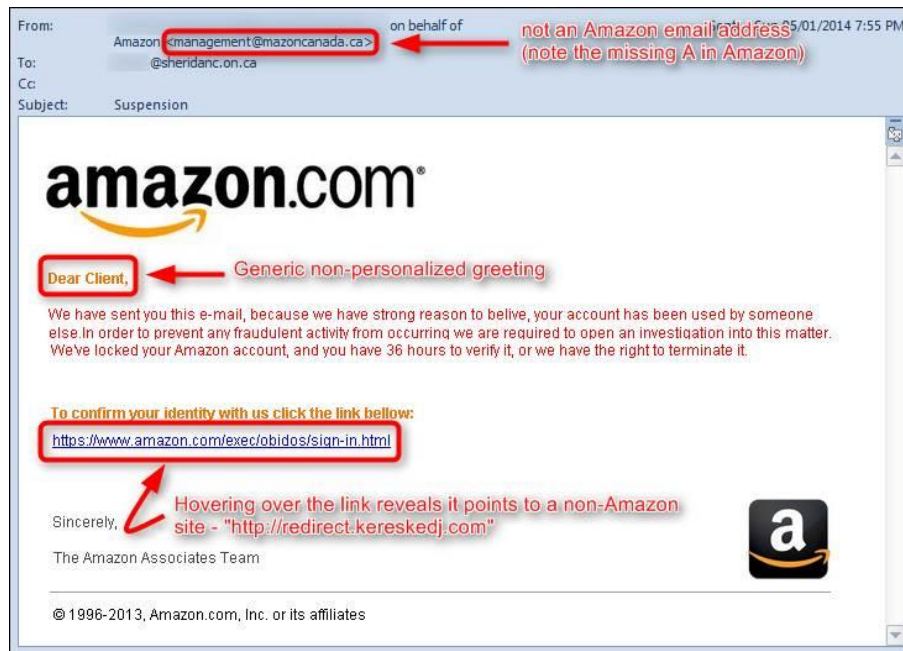 From: on behalf of Sent: Sun 05/01/2014 7:55 PM
Amazon <management@mazoncanada.ca>
not an Amazon email address
(note the missing A in Amazon)
To: @sheridanc.on.ca
Cc:
Subject: Suspension
amazon.com®
Dear Client,
Generic non-personalized greeting
We have sent you this e-mail, because we have strong reason to belive, your account has been used by someone
else.In order to prevent any fraudulent activity from occurring we are required to open an investigation into this matter.
We've locked your Amazon account, and you have 36 hours to verify it, or we have the right to terminate it.
To confirm your identity with us click the link bellow:
https://www.amazon.com/exec/obidos/sign-in.html
Hovering over the link reveals it points to a non-Amazon
site - "http://redirect.kereskedj.com"
Sincerely,
The Amazon Associates Team
a
© 1996-2013, Amazon.com, Inc. or its affiliates